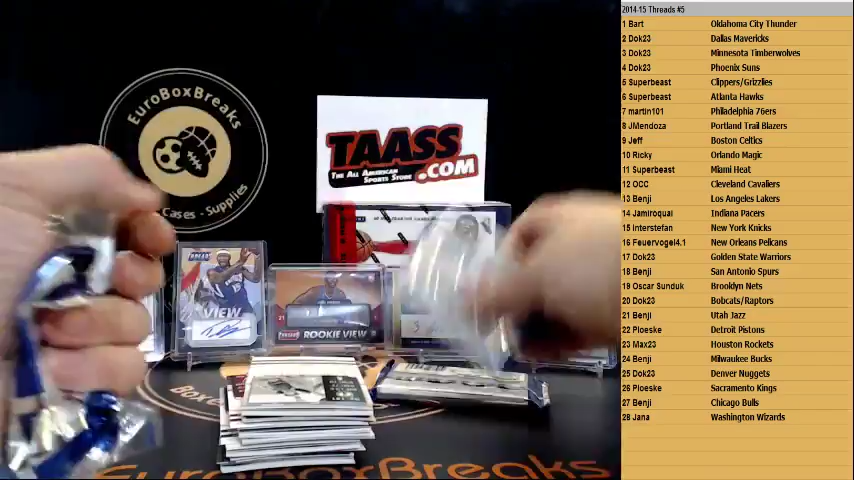 EuroBoxBreaks
Cases - Supplies
TAASS
.COM
THE ALL AMERICAN
SPORTS STORE
VIEW
ROOKIE VIEW
EuroBoxBreaks
2014-15 Threads #5
1 Bart Oklahoma City Thunder
2 Dok23 Dallas Mavericks
3 Dok23 Minnesota Timberwolves
4 Dok23 Phoenix Suns
5 Superbeast Clippers/Grizzlies
6 Superbeast Atlanta Hawks
7 martin101 Philadelphia 76ers
8 JMendoza Portland Trail Blazers
9 Jeff Boston Celtics
10 Ricky Orlando Magic
11 Superbeast Miami Heat
12 OCC Cleveland Cavaliers
13 Benji Los Angeles Lakers
14 Jamiroquai Indiana Pacers
15 Interstefan New York Knicks
16 Feuervogel4.1 New Orleans Pelicans
17 Dok23 Golden State Warriors
18 Benji San Antonio Spurs
19 Oscar Sunduk Brooklyn Nets
20 Dok23 Bobcats/Raptors
21 Benji Utah Jazz
22 Ploeske Detroit Pistons
23 Max23 Houston Rockets
24 Benji Milwaukee Bucks
25 Dok23 Denver Nuggets
26 Ploeske Sacramento Kings
27 Benji Chicago Bulls
28 Jana Washington Wizards